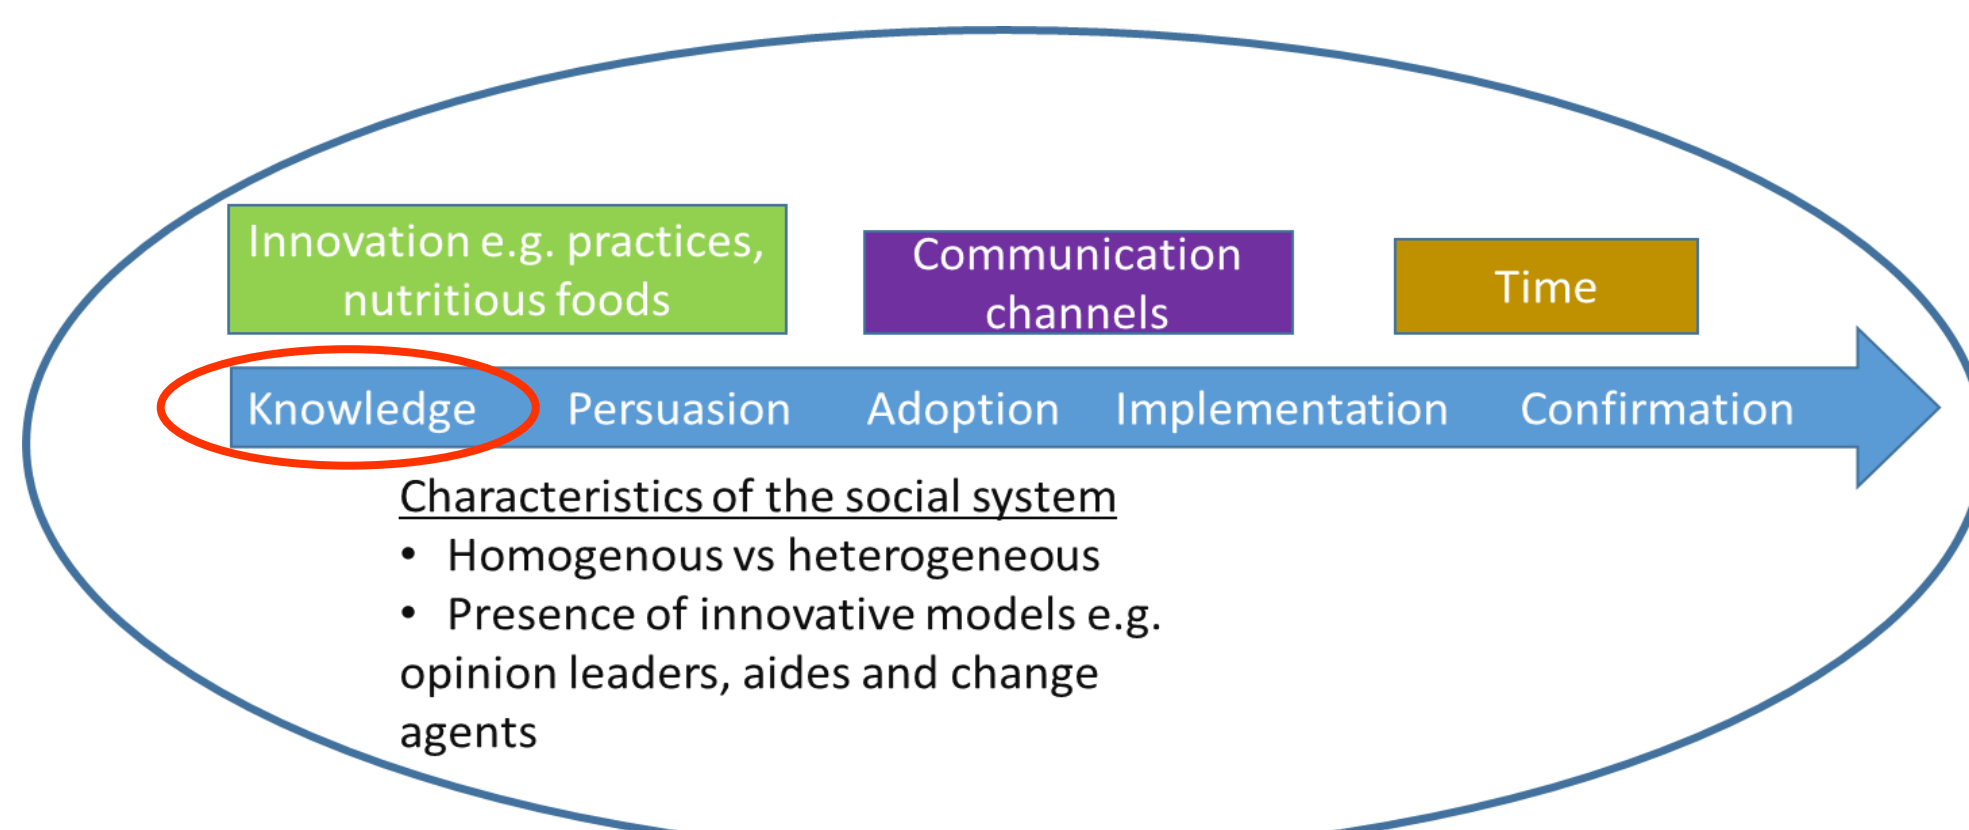 Innovation e.g. practices,
nutritious foods
Communication
channels
Time
Knowledge Persuasion Adoption Implementation Confirmation
Characteristics of the social system
• Homogenous vs heterogeneous
• Presence of innovative models e.g.
opinion leaders, aides and change
agents